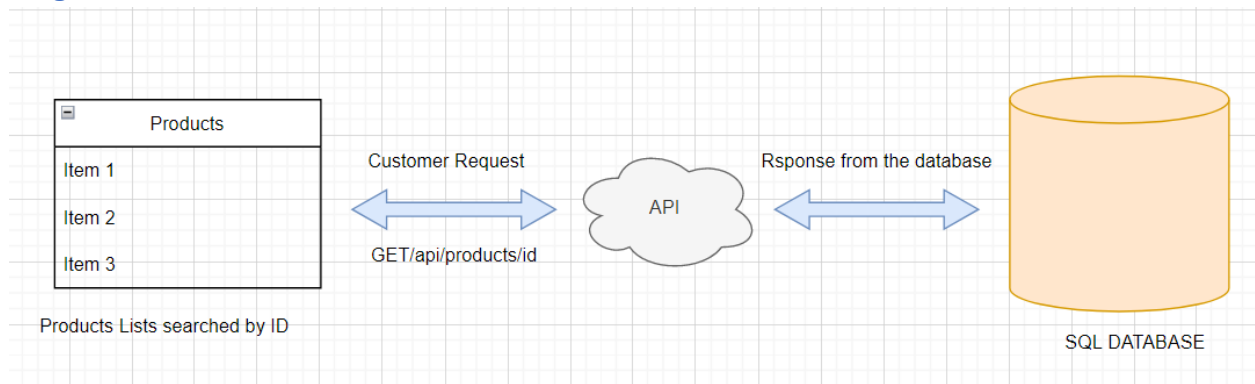 Products
Item 1
Item 2
Item 3
Products Lists searched by ID
Customer Request
GET/api/products/id
API
Rsponse from the database
SQL DATABASE